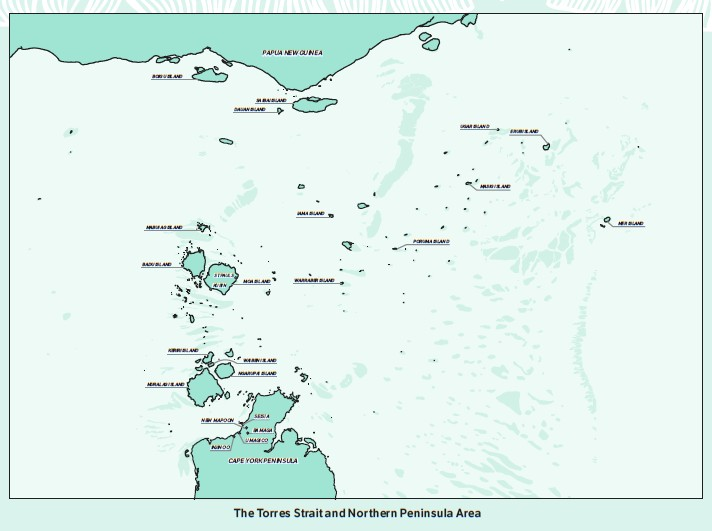 PAPUA NEW GUINEA
BOIGU ISLAND
SAIBAI ISLAND
DAUAN ISLAND
UGAR ISLAND
ERUB ISLAND
MASIG ISLAND
IAMA ISLAND
MER ISLAND
MABUIAG ISLAND
PORUMA ISLAND
BADU ISLAND
ST PAULS
KUBIN
MOA ISLAND
WARRABER ISLAND
KIRIRI ISLAND
WAIBEN ISLAND
NGARUPAI ISLAND
MURALAG ISLAND
SEISIA
NEW MAPOON
BAMAGA
UMAGICO
INJINOO
CAPE YORK PENINSULA
The Torres Strait and Northern Peninsula Area